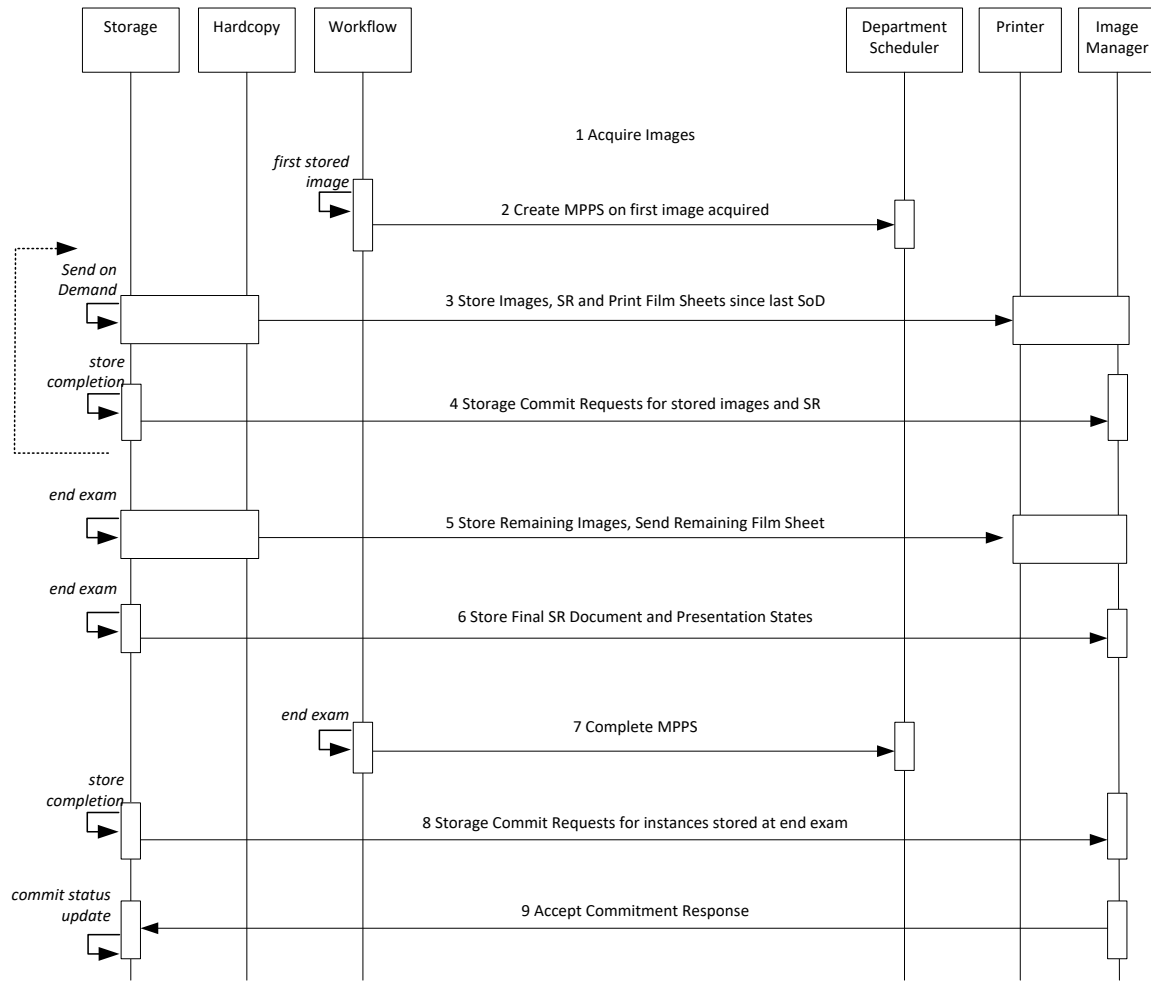 Storage
Hardcopy
Workflow
Department
Scheduler
Printer
Image
Manager
1 Acquire Images
first stored
image
2 Create MPPS on first image acquired
Send on
Demand
3 Store Images, SR and Print Film Sheets since last SoD
store
completion
4 Storage Commit Requests for stored images and SR
end exam
5 Store Remaining Images, Send Remaining Film Sheet
end exam
6 Store Final SR Document and Presentation States
end exam
7 Complete MPPS
store
completion
8 Storage Commit Requests for instances stored at end exam
commit status
update
9 Accept Commitment Response